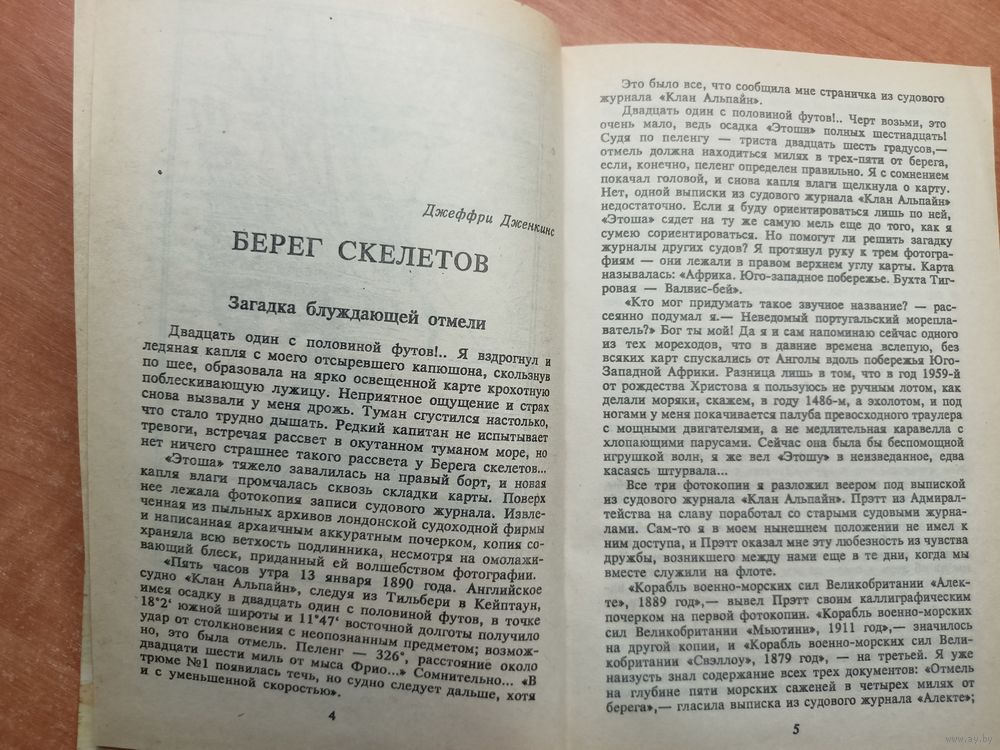 Джеффри Дженкинс
БЕРЕГ СКЕЛЕТОВ
Загадка блуждающей отмели
Двадцать один с половиной футов!.. Я вздрогнул и
ледяная капля с моего отсыревшего капюшона, скользнув
по шее, образовала на ярко освещенной карте крохотную
поблескивающую лужицу. Неприятное ощущение и страх
снова вызвали у меня дрожь. Туман сгустился настолько,
что стало трудно дышать. Редкий капитан не испытывает
тревоги, встречая рассвет в окутанном туманом море, но
нет ничего страшнее такого рассвета у Берега скелетов...
«Этоша» тяжело завалилась на правый борт, и новая
капля влаги промчалась сквозь складки карты. Поверх
нее лежала фотокопия записи судового журнала. Извле-
ченная из пыльных архивов лондонской судоходной фирмы
и написанная архаичным аккуратным почерком, копия со-
храняла всю ветхость подлинника, несмотря на омолажи-
вающий блеск, приданный ей волшебством фотографии.
«Пять часов утра 13 января 1890 года. Английское
судно «Клан Альпайн», следуя из Тильбери в Кейптаун,
имея осадку в двадцать один с половиной футов, в точке
18°2′ южной широты и 11°47′ восточной долготы получило
удар от столкновения с неопознанным предметом; возмож-
но, это была отмель. Пеленг — 326°, расстояние около
двадцати шести миль от мыса Фрио...» Сомнительно... «В
трюме №1 появилась течь, но судно следует дальше, хотя
и с уменьшенной скоростью».
4
Это было все, что сообщила мне страничка из судового
журнала «Клан Альпайн».
Двадцать один с половиной футов!.. Черт возьми, это
очень мало, ведь осадка «Этоши» полных шестнадцать!
Судя по пеленгу — триста двадцать шесть градусов,—
отмель должна находиться милях в трех-пяти от берега,
если, конечно, пеленг определен правильно. Я с сомнением
покачал головой, и снова капля влаги щелкнула о карту.
Нет, одной выписки из судового журнала «Клан Альпайн»
недостаточно. Если я буду ориентироваться лишь по ней,
«Этоша» сядет на ту же самую мель еще до того, как я
сумею сориентироваться. Но помогут ли решить загадку
журналы других судов? Я протянул руку к трем фотогра-
фиям — они лежали в правом верхнем углу карты. Карта
называлась: «Африка. Юго-западное побережье. Бухта Тиг-
ровая — Валвис-бей».
«Кто мог придумать такое звучное название? — рас-
сеянно подумал я.— Неведомый португальский морепла-
ватель?» Бог ты мой! Да я и сам напоминаю сейчас одного
из тех мореходов, что в давние времена вслепую, без
всяких карт спускались от Анголы вдоль побережья Юго-
Западной Африки. Разница лишь в том, что в год 1959-й
от рождества Христова я пользуюсь не ручным лотом, как
делали моряки, скажем, в году 1486-м, а эхолотом, и под
ногами у меня покачивается палуба превосходного траулера
с мощными двигателями, а не медлительная каравелла с
хлопающими парусами. Сейчас она была бы беспомощной
игрушкой волн, я же вел «Этошу» в неизведанное, едва
касаясь штурвала...
Все три фотокопии я разложил веером под выпиской
из судового журнала «Клан Альпайн». Прэтт из Адмирал-
тейства на славу поработал со старыми судовыми журна-
лами. Сам-то я в моем нынешнем положении не имел к
ним доступа, и Прэтт оказал мне эту любезность из чувства
дружбы, возникшего между нами еще в те дни, когда мы
вместе служили на флоте.
«Корабль военно-морских сил Великобритании «Алек-
те», 1889 год»,— вывел Прэтт своим каллиграфическим
почерком на первой фотокопии. «Корабль военно-морских
сил Великобритании «Мьютини», 1911 год»,— значилось
на другой копии, и «Корабль военно-морских сил Вели-
кобритании «Свэллоу», 1879 год», — на третьей. Я уже
наизусть знал содержание всех трех документов: «Отмель
на глубине пяти морских саженей в четырех милях от
берега»,— гласила выписка из судового журнала «Алекте»;
5
www.ay.by